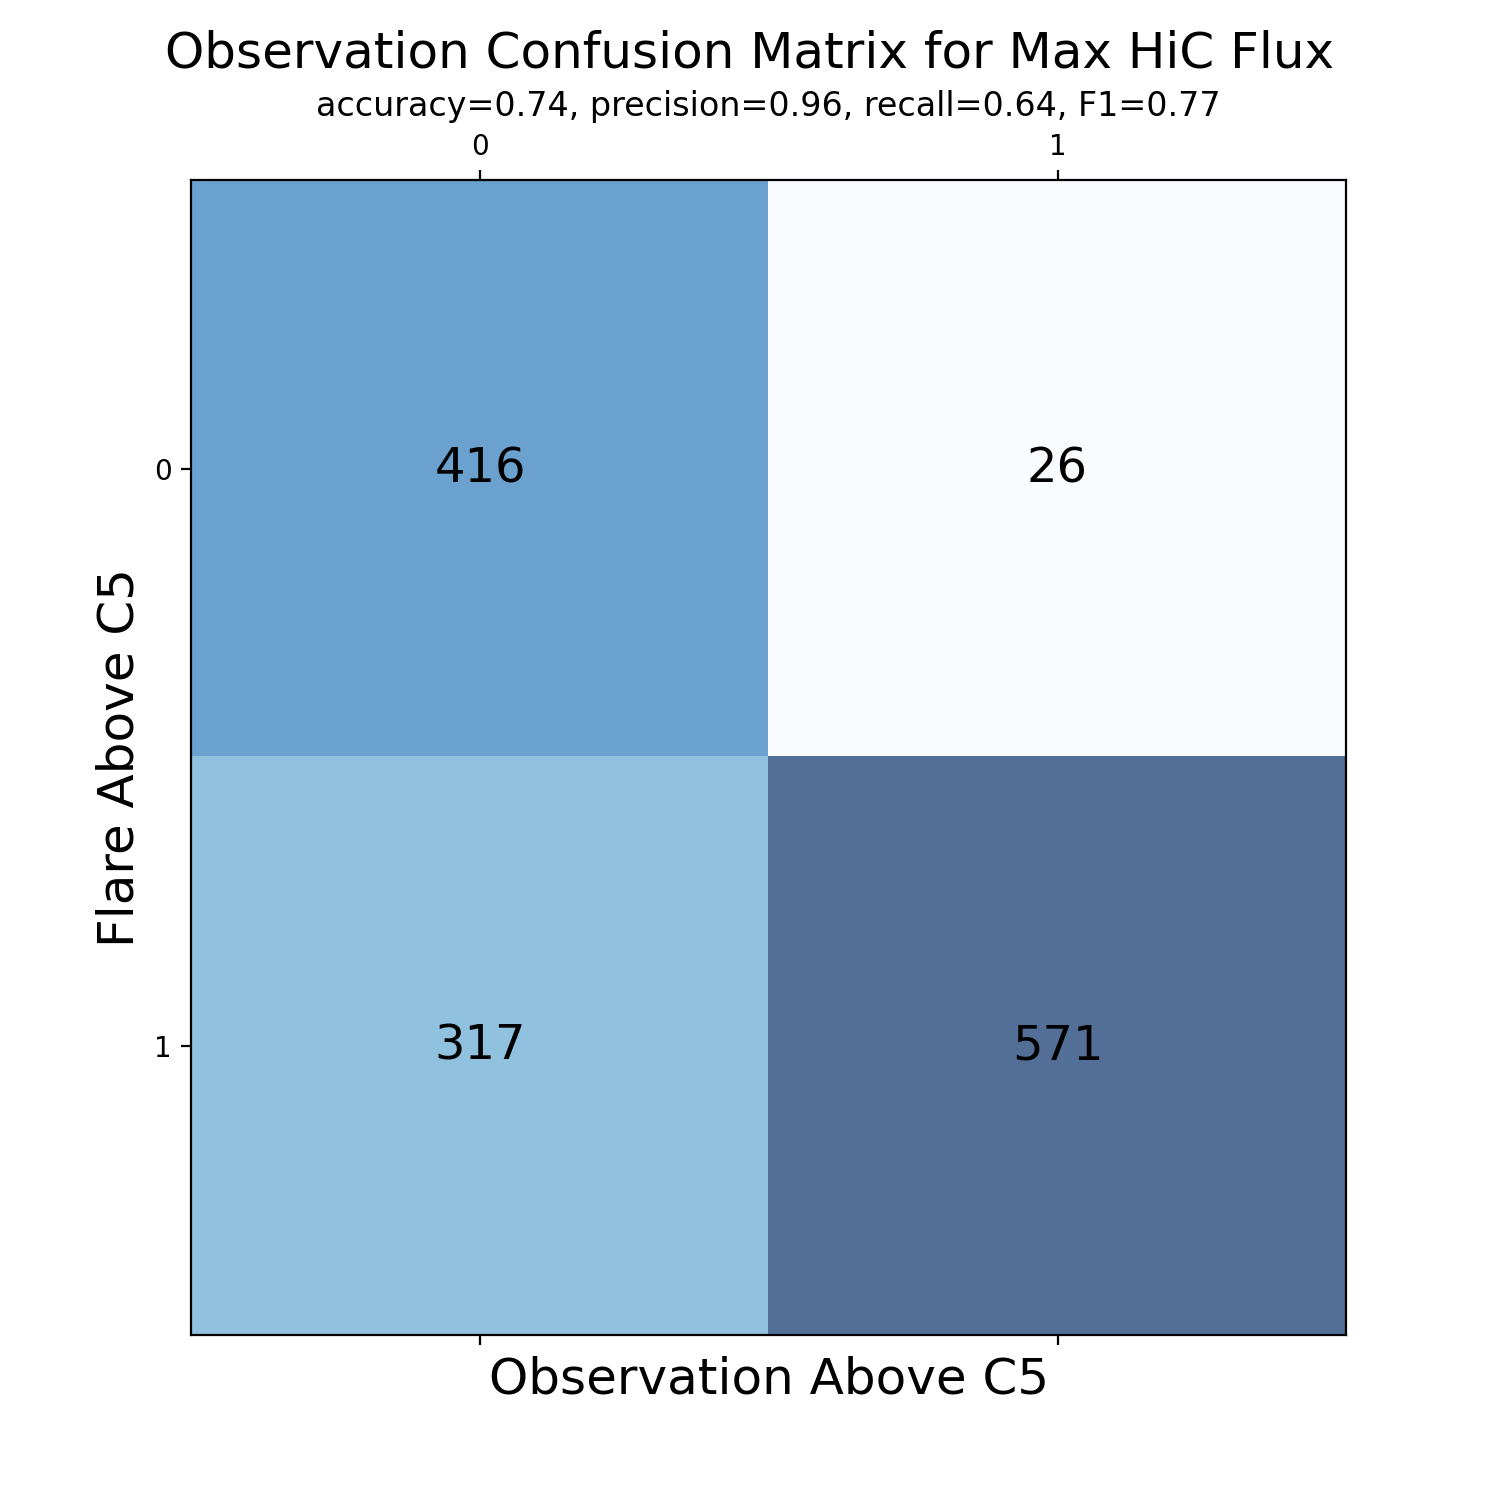 Observation Confusion Matrix for Max HiC Flux
accuracy=0.74, precision=0.96, recall=0.64, F1=0.77
0 1
0
416 26
Flare Above C5
1
317 571
Observation Above C5